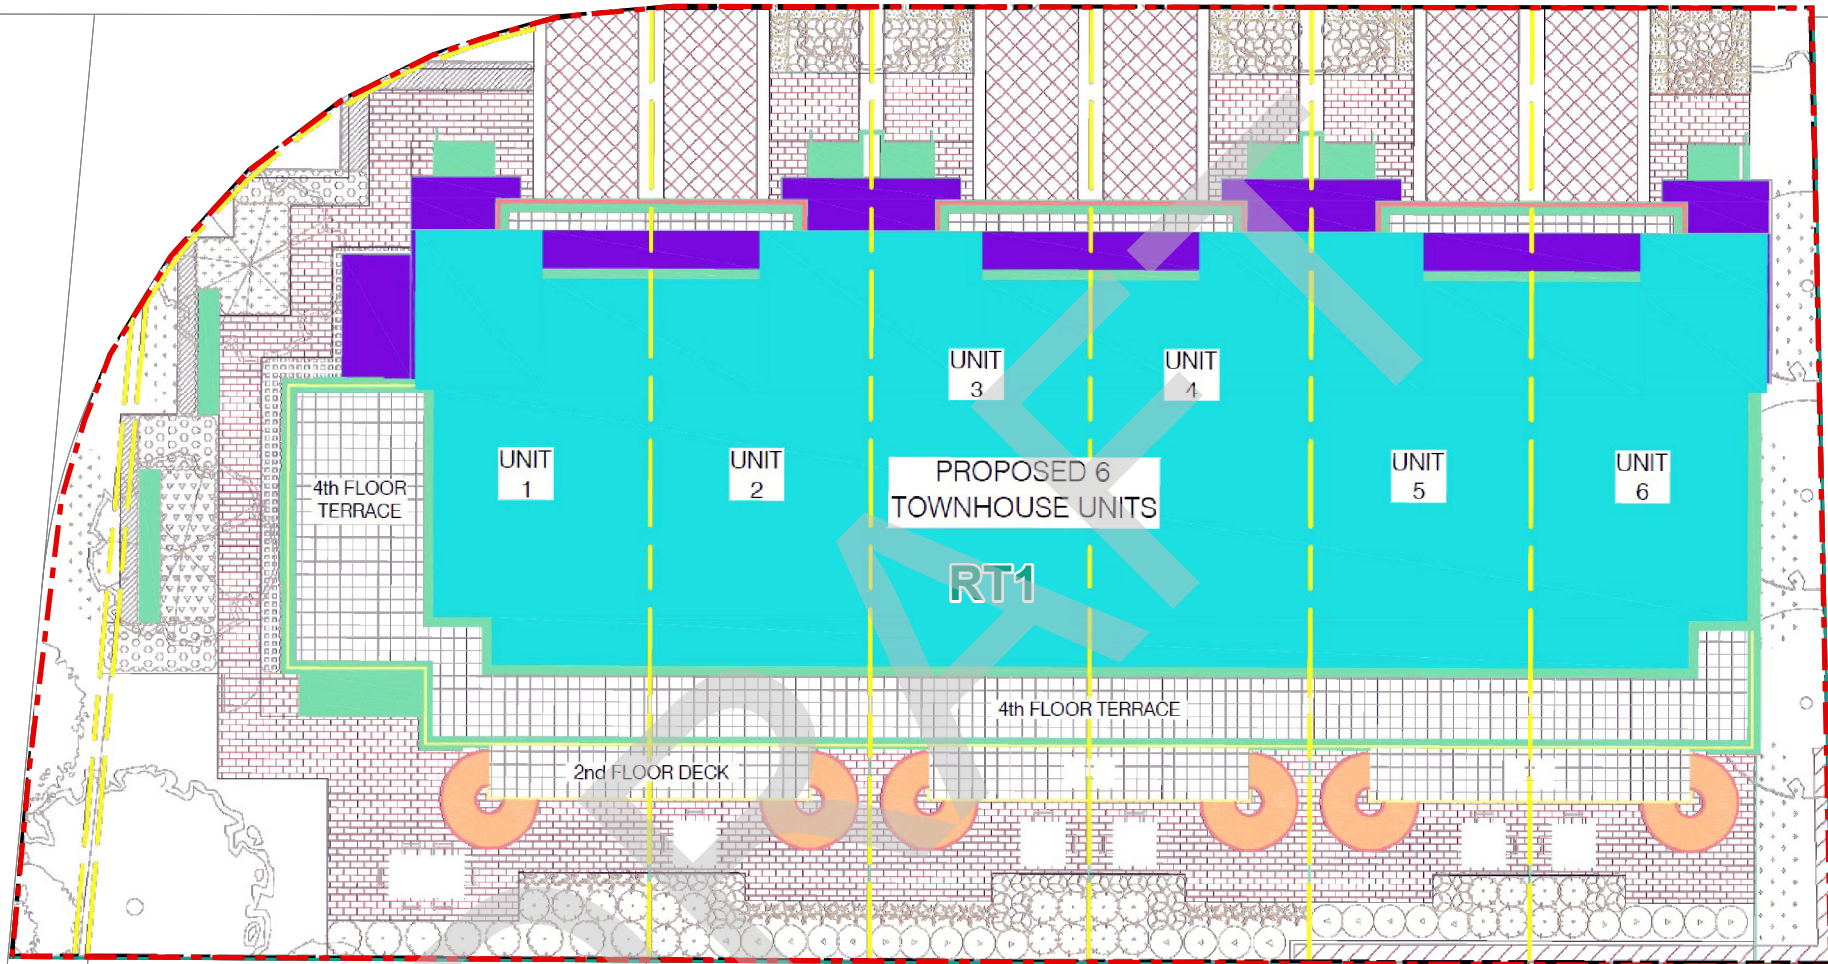 UNIT
3
UNIT
4
UNIT
1
UNIT
2
PROPOSED 6
TOWNHOUSE UNITS
UNIT
5
UNIT
6
4th FLOOR
TERRACE
RT1
4th FLOOR TERRACE
2nd FLOOR DECK
DRAFT